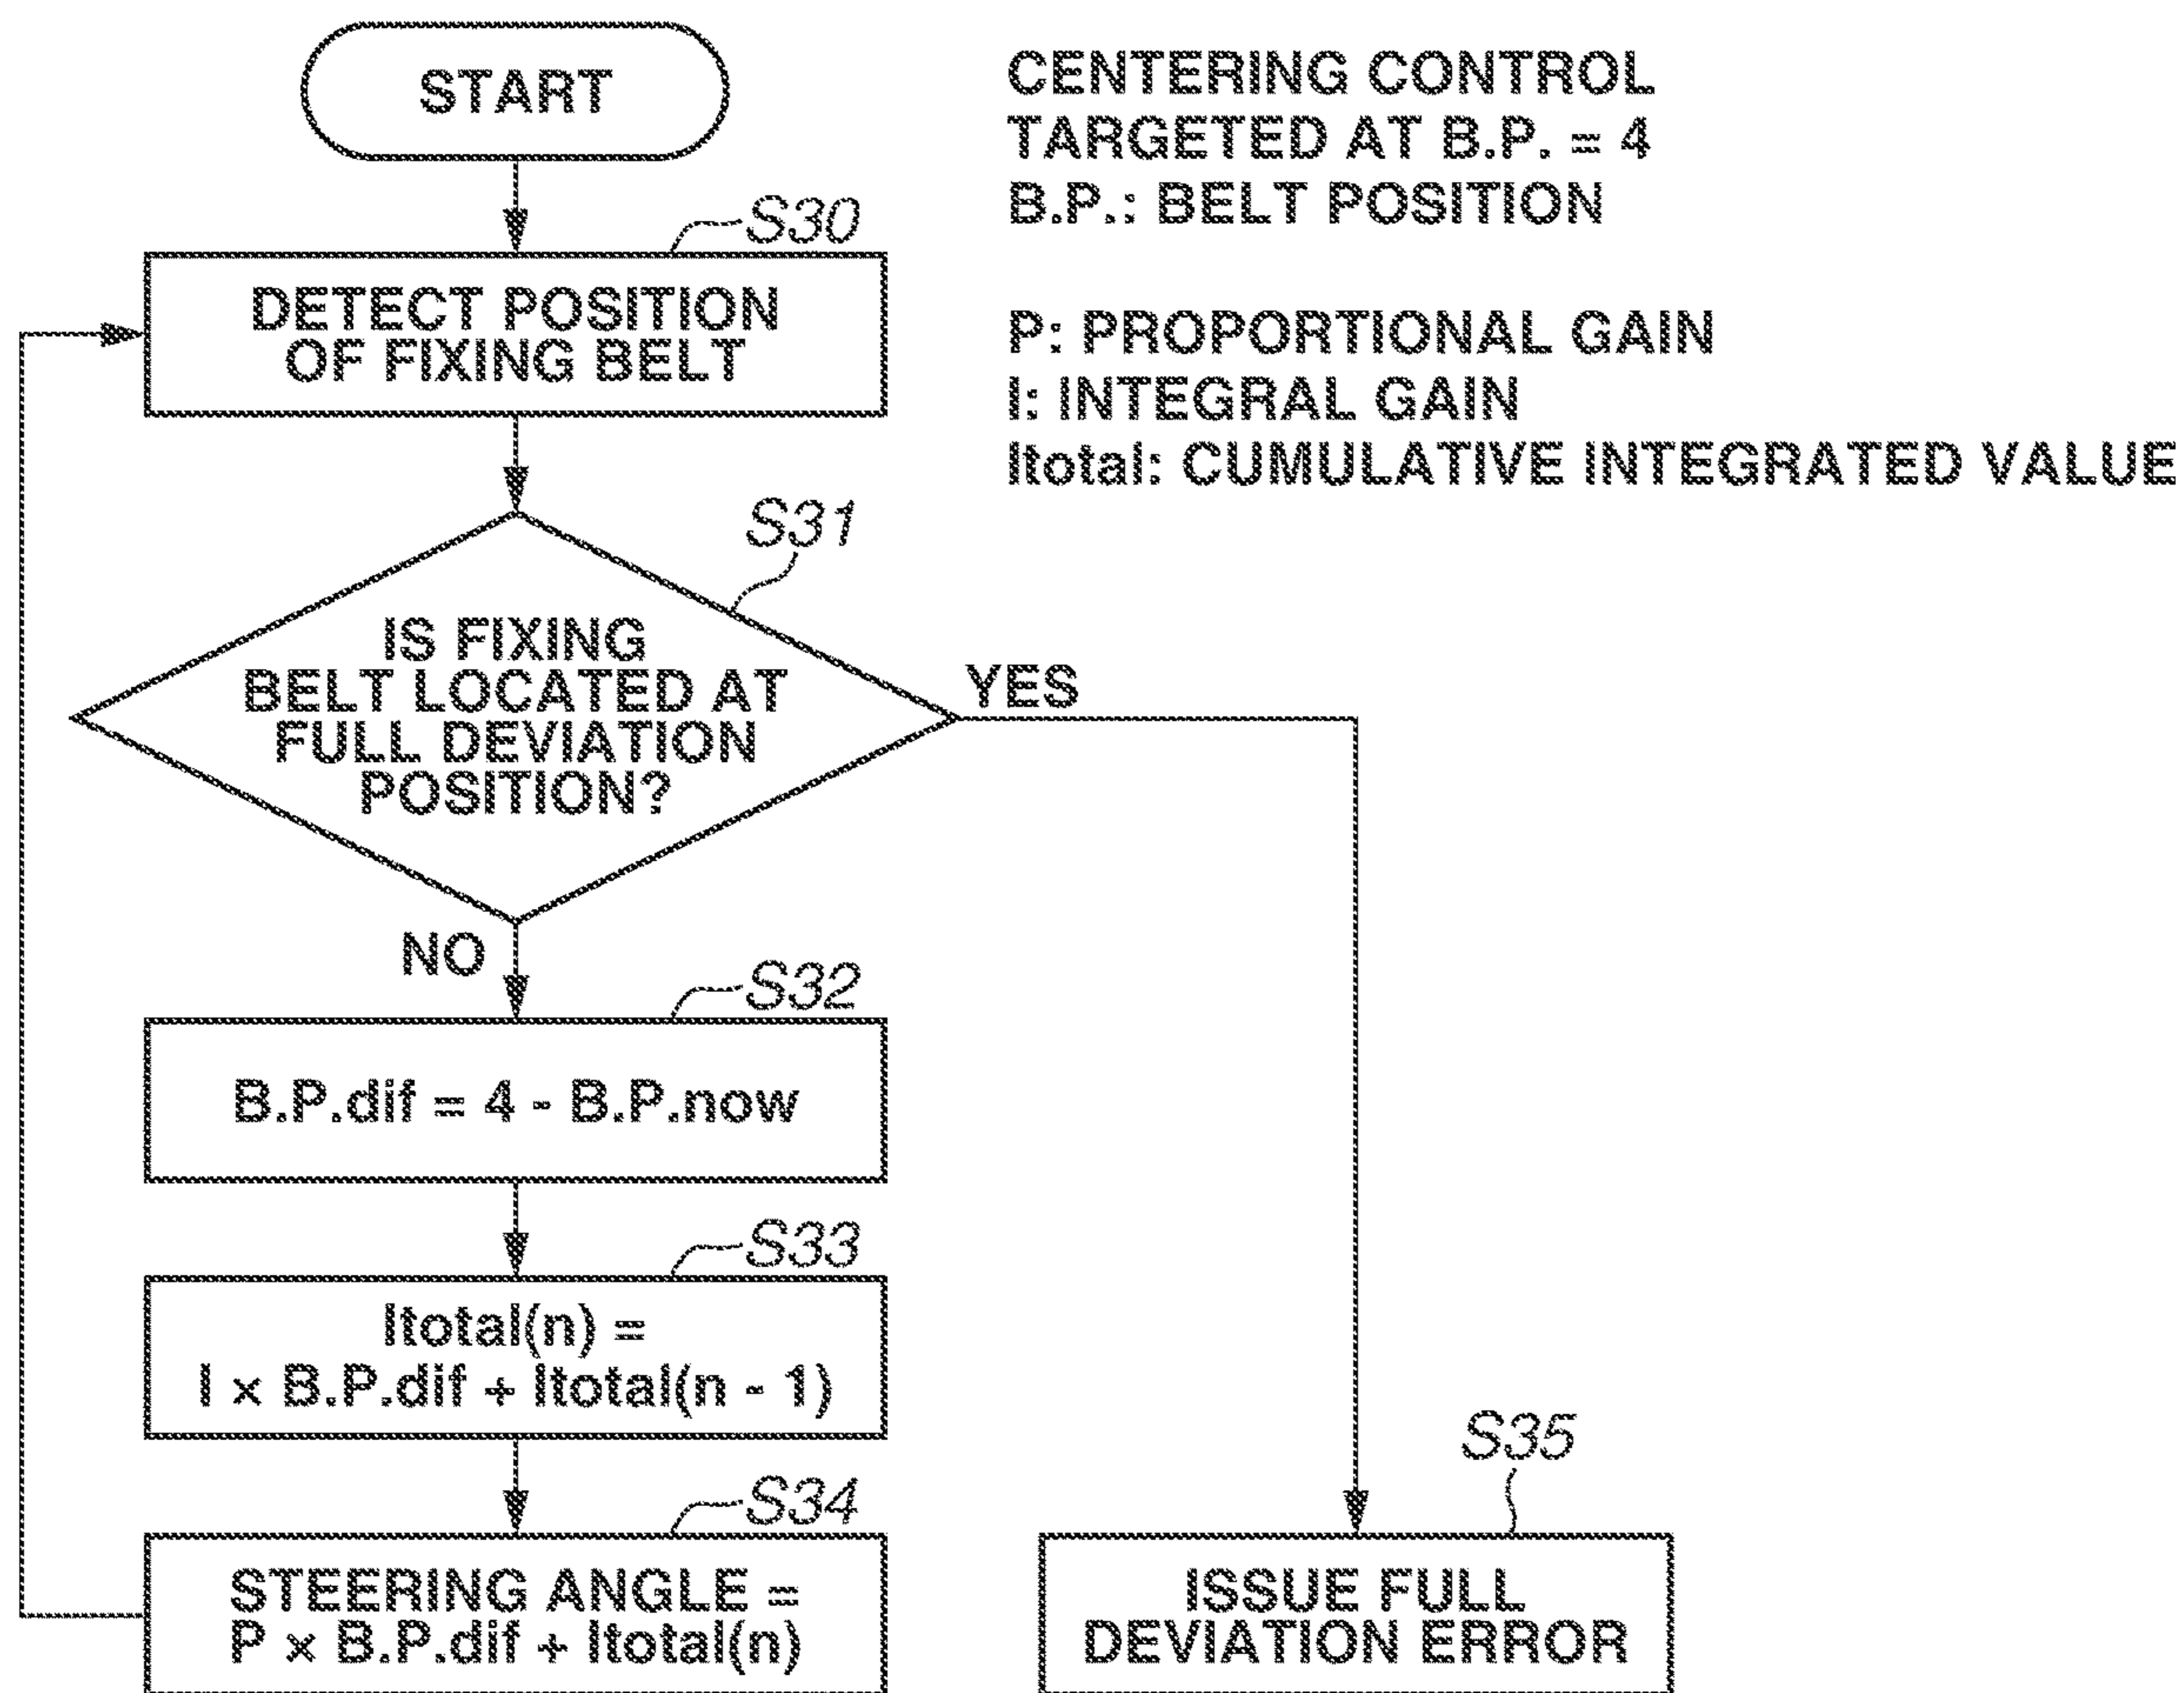 START
CENTERING CONTROL
TARGETED AT B.P. = 4
B.P.: BELT POSITION
P: PROPORTIONAL GAIN
I: INTEGRAL GAIN
Itotal: CUMULATIVE INTEGRATED VALUE
S30
DETECT POSITION
OF FIXING BELT
S31
IS FIXING
BELT LOCATED AT
FULL DEVIATION
POSITION?
YES
NO
S32
B.P.dif = 4 - B.P.now
S33
Itotal(n) =
I × B.P.dif + Itotal(n - 1)
S34
STEERING ANGLE =
P × B.P.dif + Itotal(n)
S35
ISSUE FULL
DEVIATION ERROR